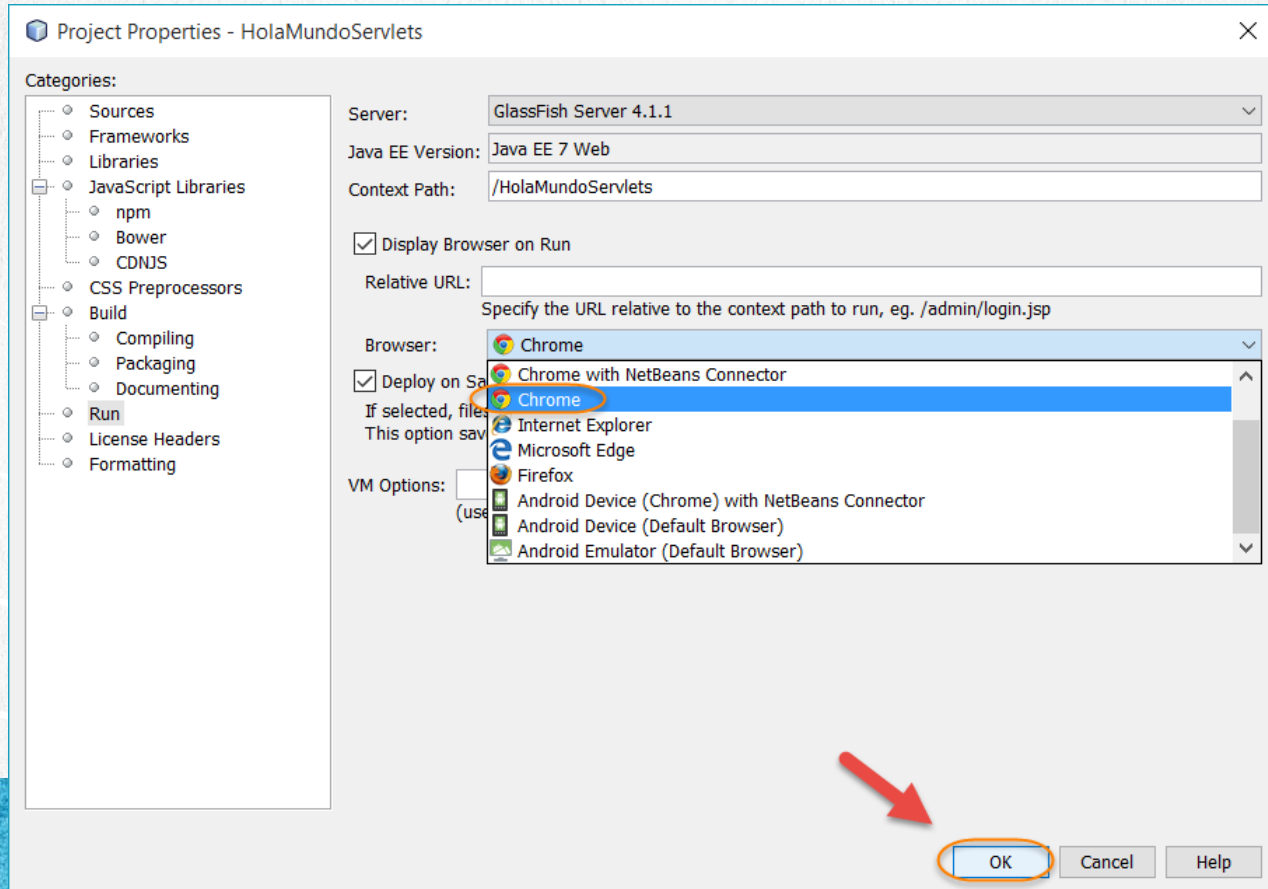 Project Properties - HolaMundoServlets
Categories:
Sources
Frameworks
Libraries
JavaScript Libraries
npm
Bower
CDNJS
CSS Preprocessors
Build
Compiling
Packaging
Documenting
Run
License Headers
Formatting
Server: GlassFish Server 4.1.1
Java EE Version: Java EE 7 Web
Context Path: /HolaMundoServlets
Display Browser on Run
Relative URL:
Specify the URL relative to the context path to run, eg. /admin/login.jsp
Browser: Chrome
Chrome with NetBeans Connector
Deploy on
Chrome
If selected,
Internet Explorer
This option
Microsoft Edge
Firefox
VM Options:
Android Device (Chrome) with NetBeans Connector
Android Device (Default Browser)
Android Emulator (Default Browser)
OK Cancel Help